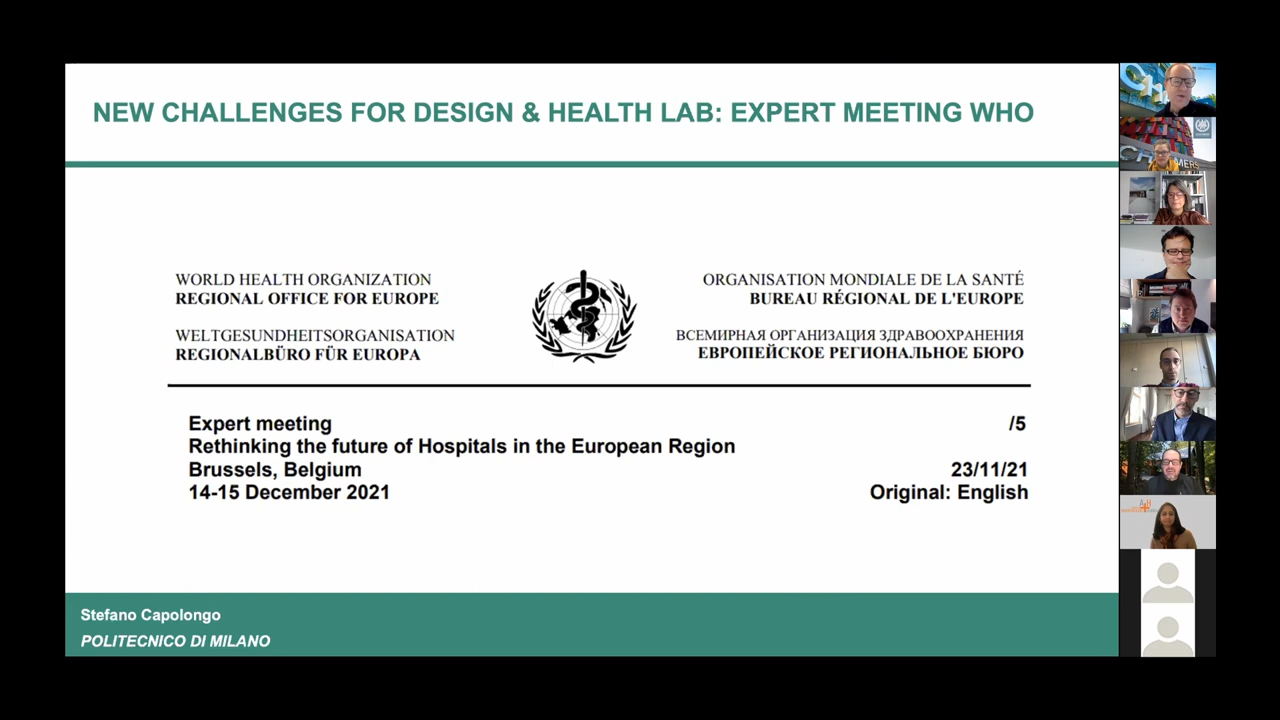 NEW CHALLENGES FOR DESIGN & HEALTH LAB: EXPERT MEETING WHO
WORLD HEALTH ORGANIZATION
REGIONAL OFFICE FOR EUROPE
WELTGESUNDHEITSORGANISATION
REGIONALBÜRO FÜR EUROPA
ORGANISATION MONDIALE DE LA SANTÉ
BUREAU RÉGIONAL DE L'EUROPE
ВСЕМИРНАЯ ОРГАНИЗАЦИЯ ЗДРАВООХРАНЕНИЯ
ЕВРОПЕЙСКОЕ РЕГИОНАЛЬНОЕ БЮРО
Expert meeting /5
Rethinking the future of Hospitals in the European Region
Brussels, Belgium 23/11/21
14-15 December 2021 Original: English
Stefano Capolongo
POLITECNICO DI MILANO